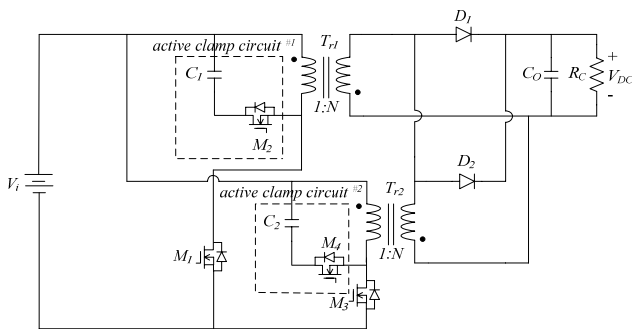 active clamp circuit #1
Tr1
D1
C1
M2
1:N
CO
RC
+
VDC
-
D2
active clamp circuit #2
Tr2
Vi
C2
M4
1:N
M1
M3